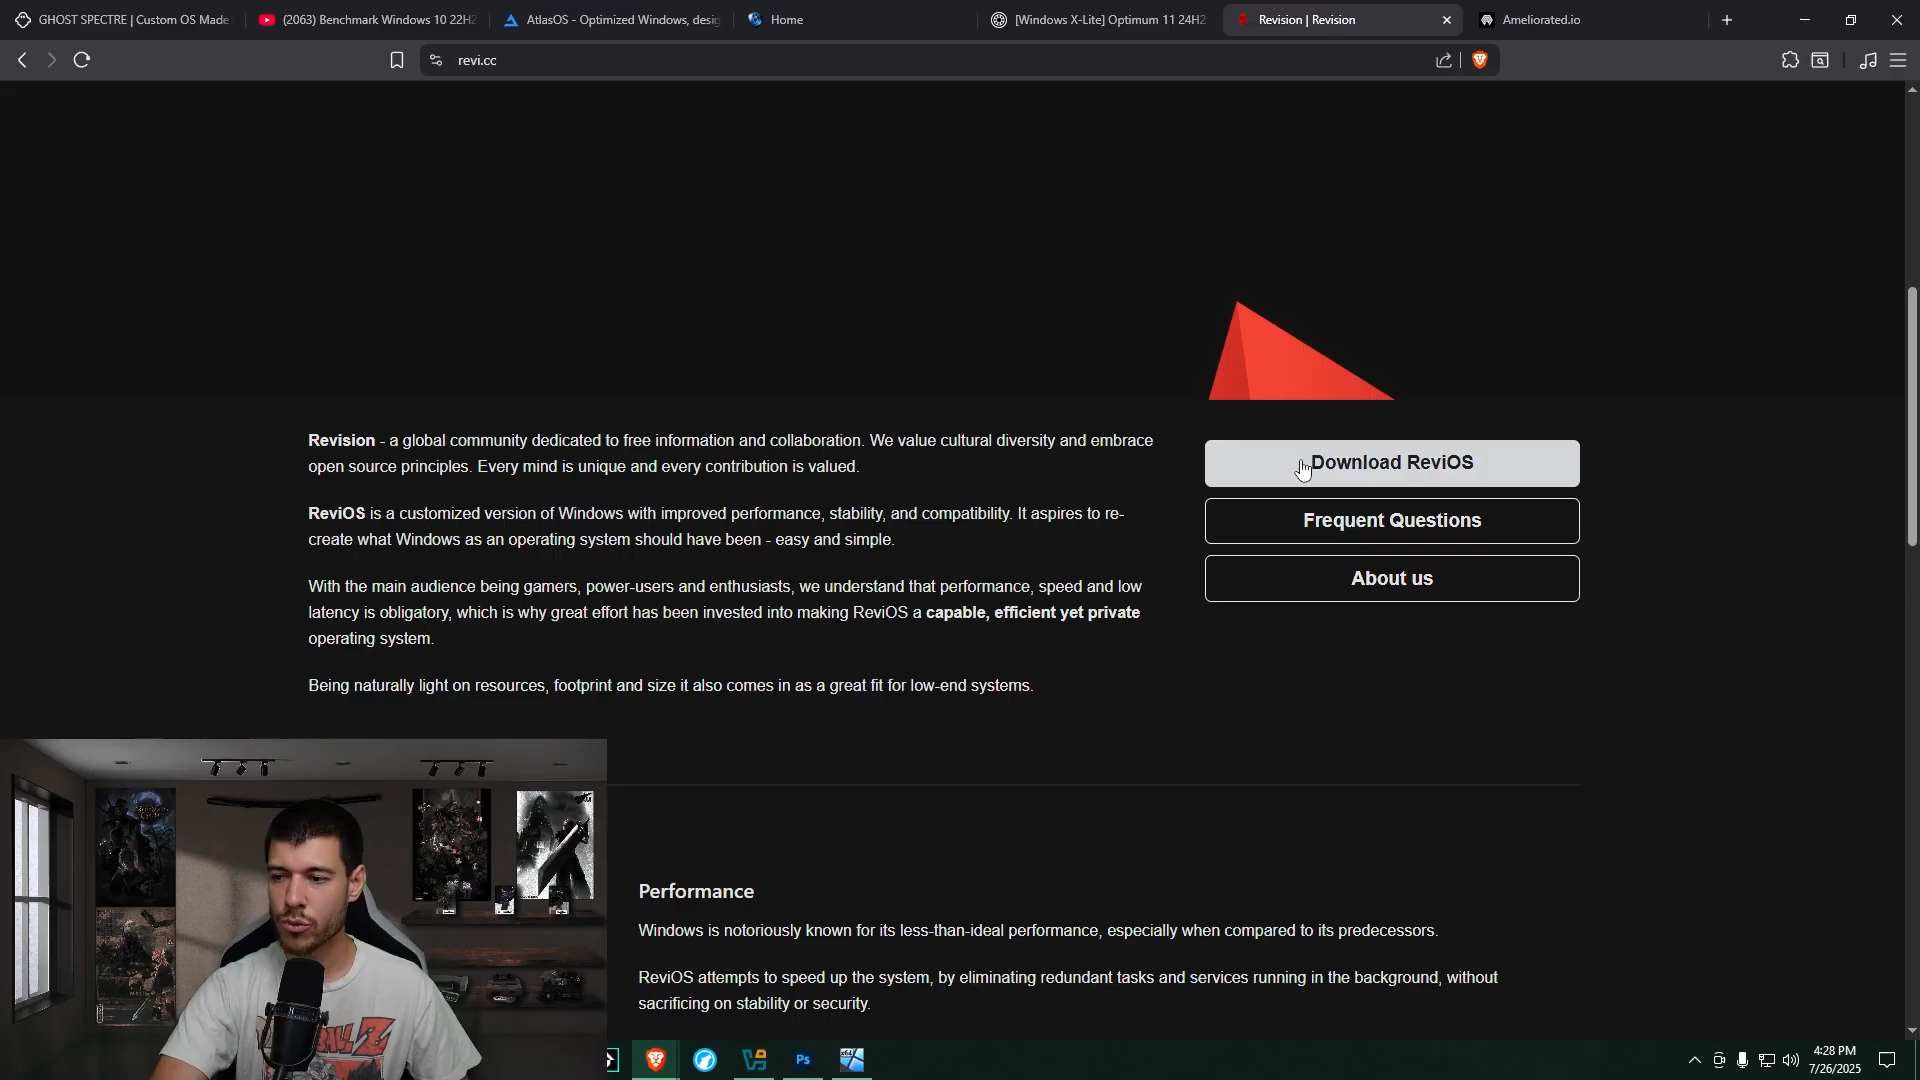 GHOST SPECTRE | Custom OS Made
(2063) Benchmark Windows 10 22H2
AtlasOS - Optimized Windows, desig
Home
[Windows X-Lite] Optimum 11 24H2
Revision | Revision
Ameliorated.io
revi.cc
Revision - a global community dedicated to free information and collaboration. We value cultural diversity and embrace
open source principles. Every mind is unique and every contribution is valued.
ReviOS is a customized version of Windows with improved performance, stability, and compatibility. It aspires to re-
create what Windows as an operating system should have been - easy and simple.
With the main audience being gamers, power-users and enthusiasts, we understand that performance, speed and low
latency is obligatory, which is why great effort has been invested into making ReviOS a capable, efficient yet private
operating system.
Being naturally light on resources, footprint and size it also comes in as a great fit for low-end systems.
Download ReviOS
Frequent Questions
About us
Performance
Windows is notoriously known for its less-than-ideal performance, especially when compared to its predecessors.
ReviOS attempts to speed up the system, by eliminating redundant tasks and services running in the background, without
sacrificing on stability or security.
Ps
x64
4:28 PM
7/26/2025